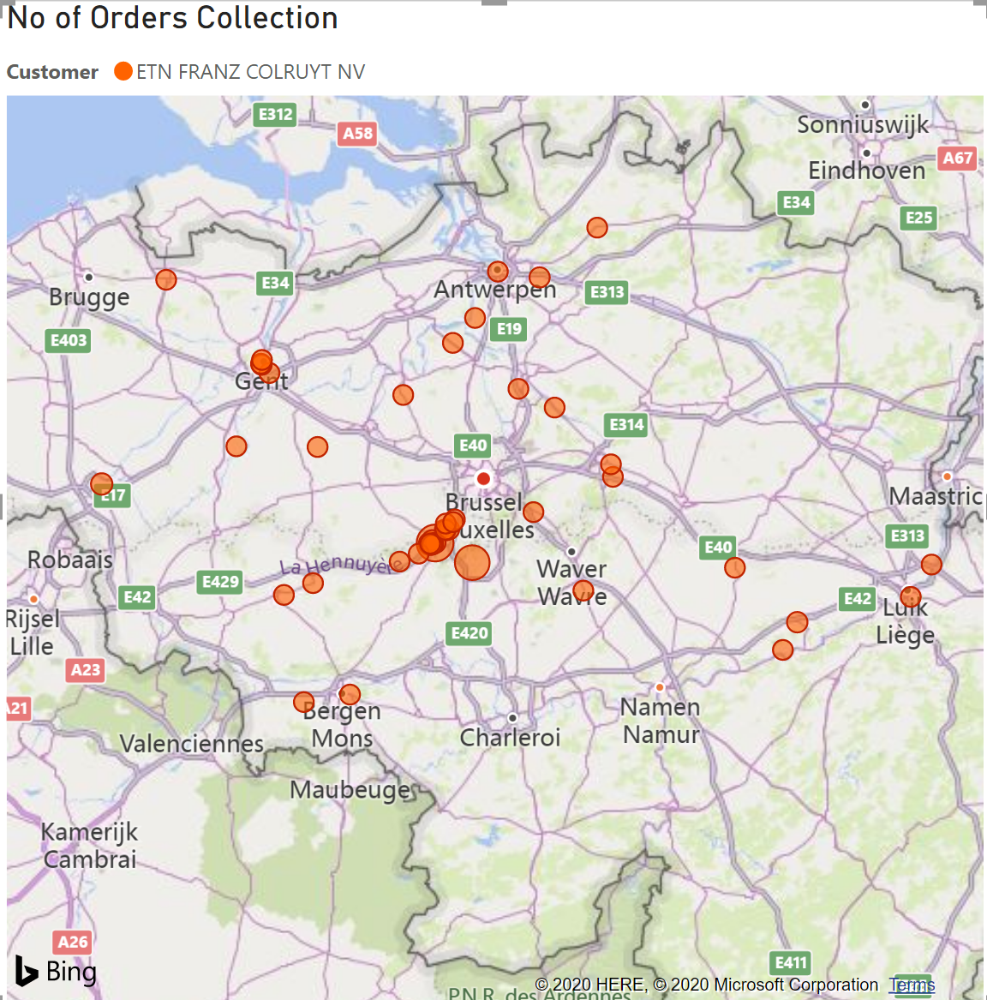 No of Orders Collection
Customer ETN FRANZ COLRUYT NV
E312
A58
Sonniuswijk
A67
Eindhoven
E34
E25
Brugge
E34
Antwerpen
E313
E19
E403
Gent
E314
E40
E17
Brussel
uxelles
Maastric
E313
Robaais
La Hennuyère
Waver
Wavre
E40
E429
E42
E42
Rijsel
Lille
Luik
Liège
E420
A23
A21
Bergen
Mons
Namen
Namur
Charleroi
Valenciennes
Maubeuge
Kamerijk
Cambrai
A26
E411
Bing
© 2020 HERE, © 2020 Microsoft Corporation Terms
P.N.R. des Ardennes